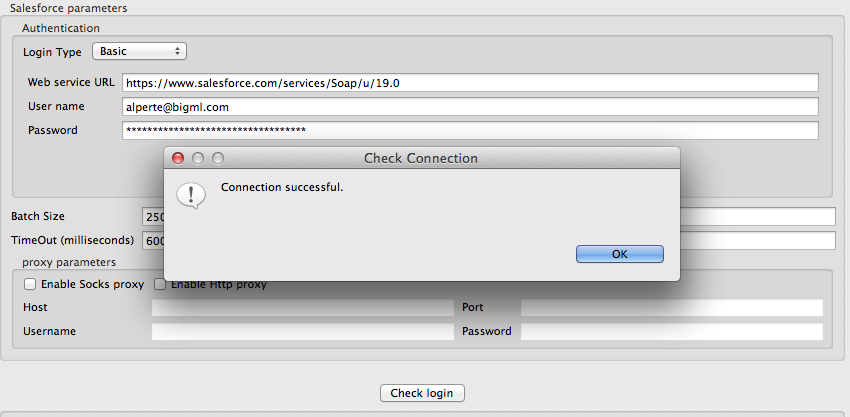 Salesforce parameters
Authentication
Login Type Basic
Web service URL https://www.salesforce.com/services/Soap/u/19.0
User name alperte@bigml.com
Password **********************************
Check Connection
Connection successful.
OK
Batch Size 250
TimeOut (milliseconds) 600
proxy parameters
Enable Socks proxy Enable Http proxy
Host Port
Username Password
Check login